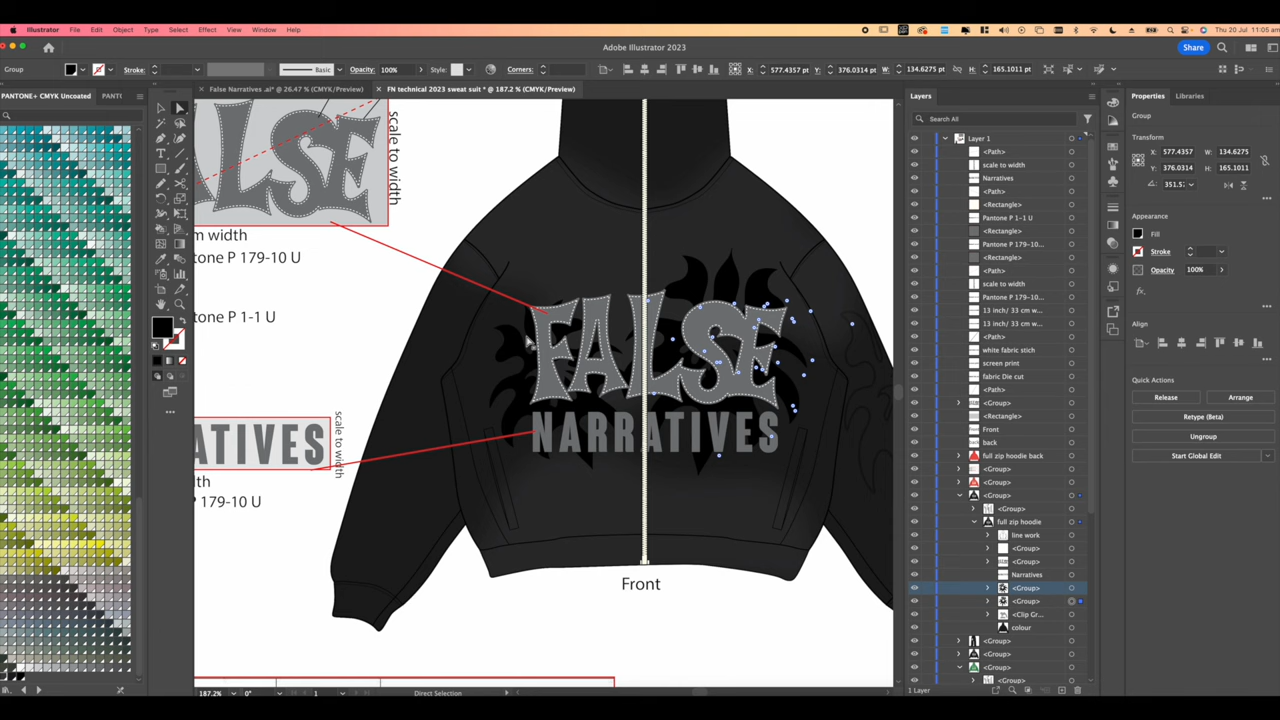 Illustrator File Edit Object Type Select Effect View Window Help
Thu 20 Jul 11:05 am
Adobe Illustrator 2023
Share
Group
Stroke:
Basic
Opacity: 100%
Style:
Corners:
X: 577.4357 pt
Y: 376.0314 pt
W: 134.6275 pt
H: 165.1011 pt
PANTONE+ CMYK Uncoated
PANT(
False Narratives .ai* @ 26.47 % (CMYK/Preview)
FN technical 2023 sweat suit * @ 187.2 % (CMYK/Preview)
LSE
scale to width
m width
tone P 179-10 U
tone P 1-1 U
ATIVES
scale to width
lth
P 179-10 U
FALSE
NARRATIVES
Front
187.2%
0°
1
Direct Selection
Layers
Search All
Layer 1
<Path>
scale to width
Narratives
<Path>
<Rectangle>
Pantone P 1-1 U
<Rectangle>
Pantone P 179-10...
<Rectangle>
<Path>
scale to width
Pantone P 179-10...
13 inch/ 33 cm w...
13 inch/ 33 cm w...
<Path>
white fabric stich
screen print
fabric Die cut
<Path>
<Group>
<Rectangle>
Front
back
full zip hoodie back
<Group>
<Group>
<Group>
<Group>
full zip hoodie
line work
<Group>
<Group>
Narratives
<Group>
<Group>
<Clip Gr...
colour
<Group>
<Group>
<Group>
<Group>
1 Layer
Properties
Libraries
Group
Transform
X: 577.4357
W: 134.6275
Y: 376.0314
H: 165.1011
351.5
Appearance
Fill
Stroke
Opacity 100%
fx.
Align
Quick Actions
Release
Arrange
Retype (Beta)
Ungroup
Start Global Edit